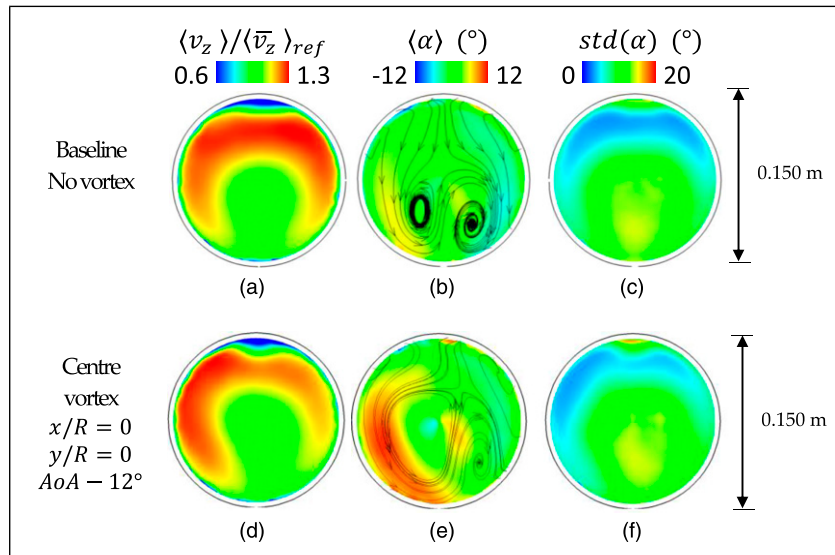 ⟨v_z⟩/⟨v̅_z⟩_ref ⟨α⟩ (°) std(α) (°)
0.6 1.3 -12 12 0 20
Baseline
No vortex
0.150 m
(a) (b) (c)
Centre
vortex
x/R = 0
y/R = 0
AoA − 12°
0.150 m
(d) (e) (f)